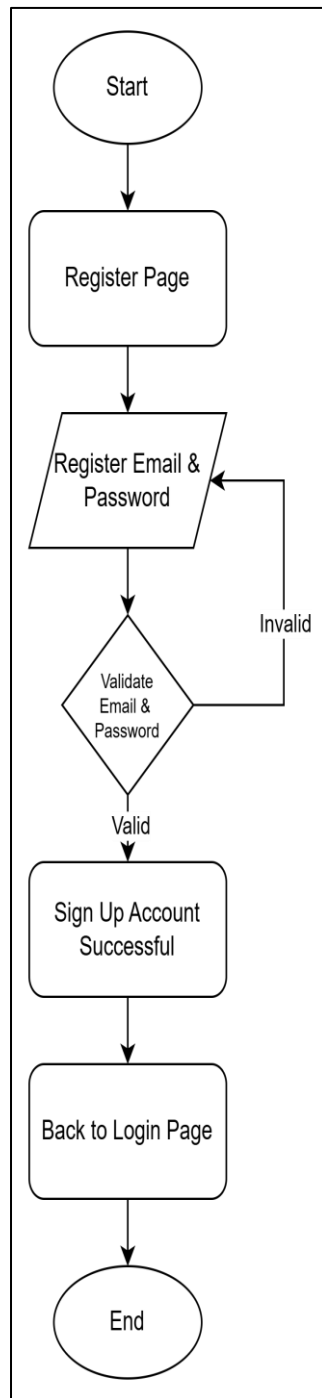 Start
Register Page
Register Email &
Password
Invalid
Validate
Email &
Password
Valid
Sign Up Account
Successful
Back to Login Page
End